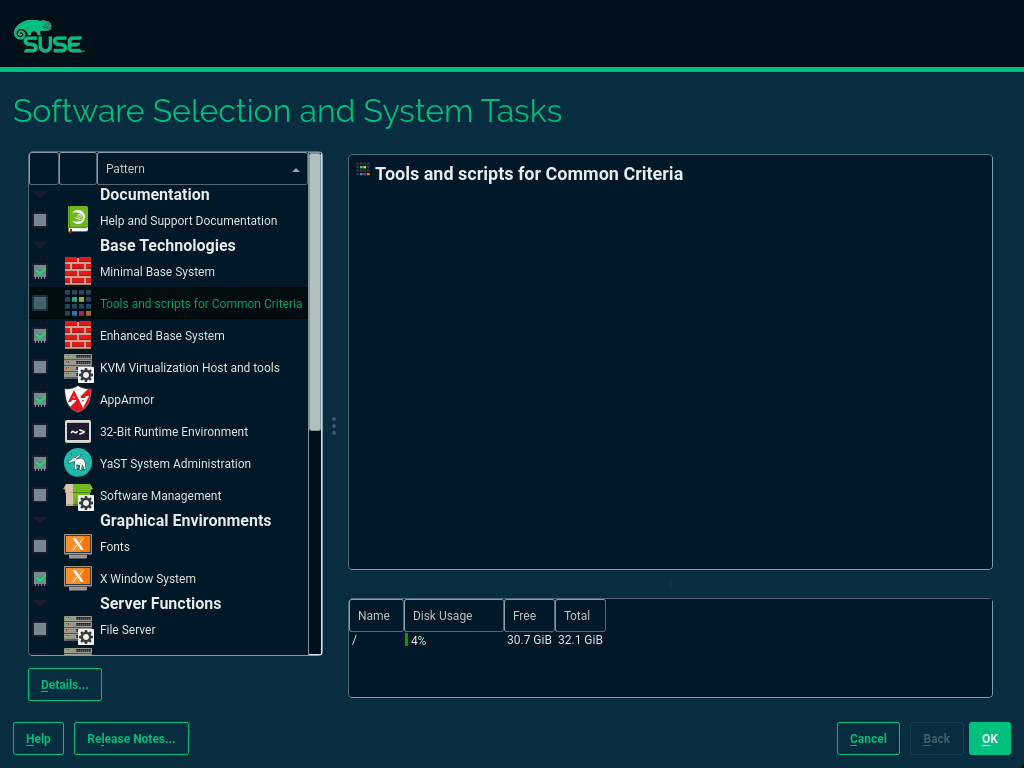 SUSE
Software Selection and System Tasks
Pattern
Documentation
Help and Support Documentation
Base Technologies
Minimal Base System
Tools and scripts for Common Criteria
Enhanced Base System
KVM Virtualization Host and tools
AppArmor
~>
32-Bit Runtime Environment
YaST System Administration
Software Management
Graphical Environments
X
Fonts
X
X Window System
Server Functions
File Server
Details...
Tools and scripts for Common Criteria
Name Disk Usage Free Total
/ 4% 30.7 GiB 32.1 GiB
Help Release Notes... Cancel Back OK